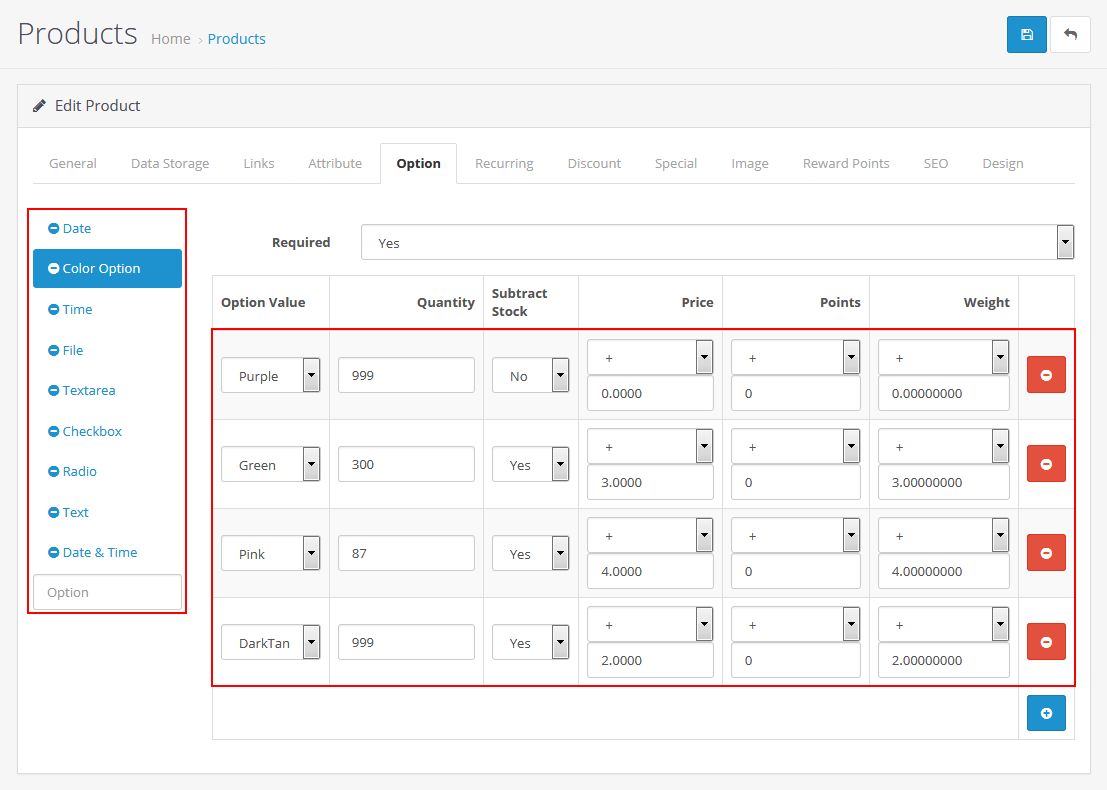 Products Home › Products
Edit Product
General Data Storage Links Attribute Option Recurring Discount Special Image Reward Points SEO Design
Date
Color Option
Time
File
Textarea
Checkbox
Radio
Text
Date & Time
Option
Required Yes
Option Value Quantity Subtract Stock Price Points Weight
Purple 999 No + + +
0.0000 0 0.00000000
Green 300 Yes + + +
3.0000 0 3.00000000
Pink 87 Yes + + +
4.0000 0 4.00000000
DarkTan 999 Yes + + +
2.0000 0 2.00000000